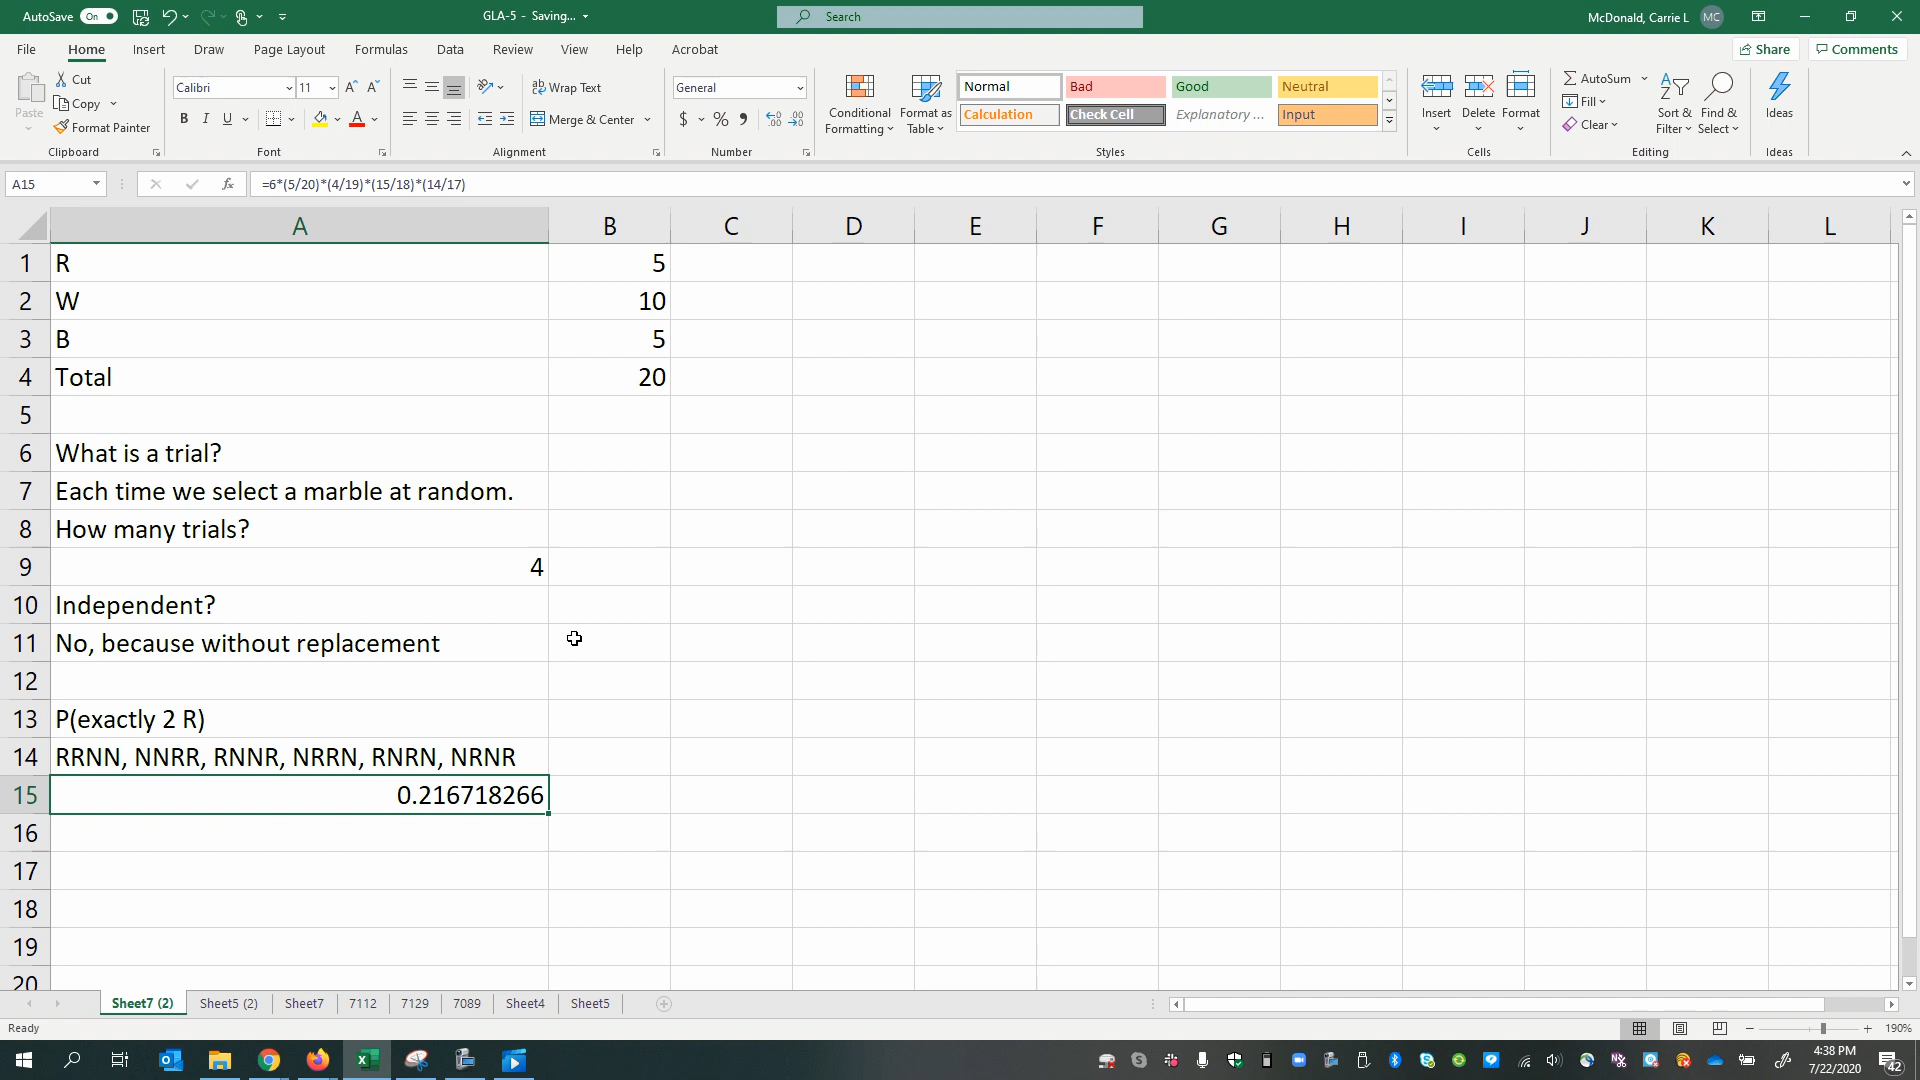 AutoSave On GLA-5 - Saving... Search McDonald, Carrie L MC
File Home Insert Draw Page Layout Formulas Data Review View Help Acrobat Share Comments
Paste Cut Copy Format Painter
Calibri 11 A A B I U A
Wrap Text Merge & Center
General $ % 9
Conditional Formatting Format as Table
Normal Bad Good Neutral
Calculation Check Cell Explanatory ... Input
Insert Delete Format
AutoSum Fill Clear Sort & Filter Find & Select Ideas
Clipboard Font Alignment Number Styles Cells Editing Ideas
A15 fx =6*(5/20)*(4/19)*(15/18)*(14/17)
A B C D E F G H I J K L
1 R 5
2 W 10
3 B 5
4 Total 20
5
6 What is a trial?
7 Each time we select a marble at random.
8 How many trials?
9 4
10 Independent?
11 No, because without replacement
12
13 P(exactly 2 R)
14 RRNN, NNRR, RNNR, NRRN, RNRN, NRNR
15 0.216718266
16
17
18
19
20
Sheet7 (2) Sheet5 (2) Sheet7 7112 7129 7089 Sheet4 Sheet5
Ready 190%
4:38 PM
7/22/2020 42